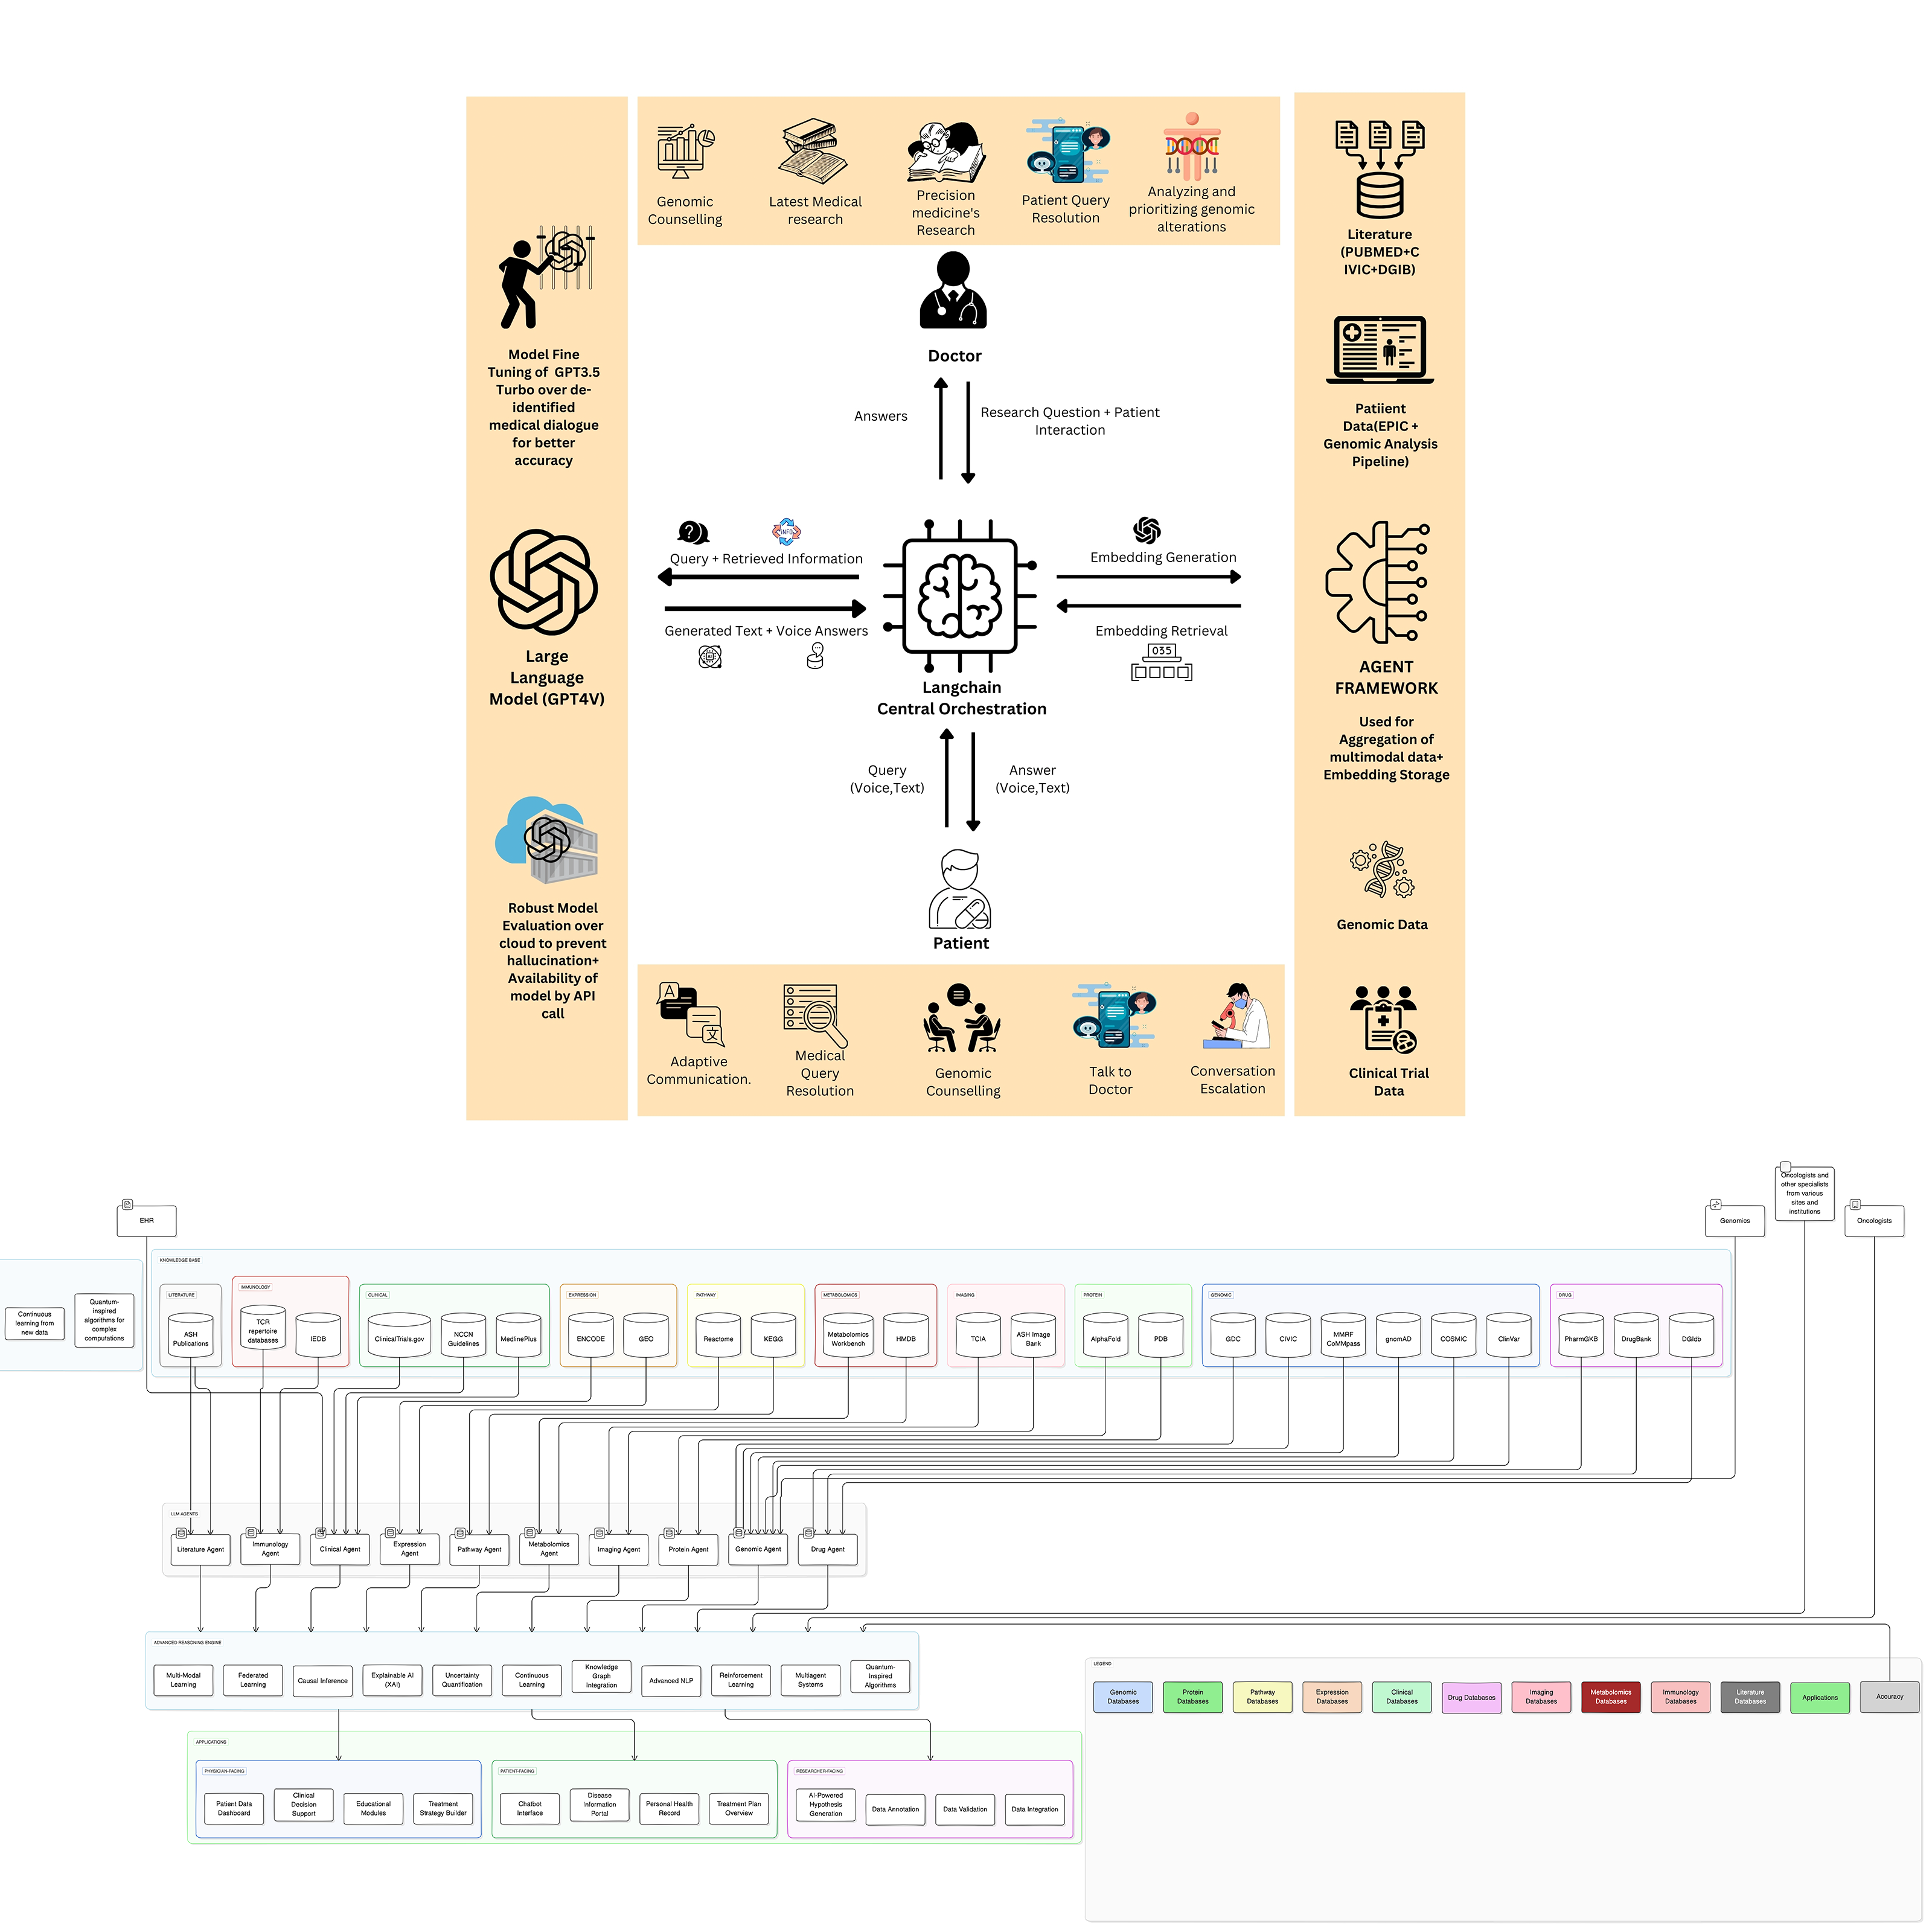 Genomic
Counselling
Latest Medical
research
Precision
medicine's
Research
Patient Query
Resolution
Analyzing and
prioritizing genomic
alterations
Literature
(PUBMED+C
IVIC+DGIB)
Model Fine
Tuning of GPT3.5
Turbo over de-
identified
medical dialogue
for better
accuracy
Doctor
Answers
Research Question + Patient
Interaction
Patiient
Data(EPIC +
Genomic Analysis
Pipeline)
?
INFO
Query + Retrieved Information
Generated Text + Voice Answers
AI
Embedding Generation
Embedding Retrieval
035
Large
Language
Model (GPT4V)
Langchain
Central Orchestration
AGENT
FRAMEWORK
Used for
Aggregation of
multimodal data+
Embedding Storage
Query
(Voice,Text)
Answer
(Voice,Text)
Robust Model
Evaluation over
cloud to prevent
hallucination+
Availability of
model by API
call
Patient
Genomic Data
A
文
Adaptive
Communication.
Medical
Query
Resolution
Genomic
Counselling
Talk to
Doctor
Conversation
Escalation
Clinical Trial
Data
EHR
Genomics
Oncologists and
other specialists
from various
sites and
institutions
Oncologists
Continuous
learning from
new data
Quantum-
inspired
algorithms for
complex
computations
KNOWLEDGE BASE
LITERATURE
ASH
Publications
IMMUNOLOGY
TCR
repertoire
databases
IEDB
CLINICAL
ClinicalTrials.gov
NCCN
Guidelines
MedlinePlus
EXPRESSION
ENCODE
GEO
PATHWAY
Reactome
KEGG
METABOLOMICS
Metabolomics
Workbench
HMDB
IMAGING
TCIA
ASH Image
Bank
PROTEIN
AlphaFold
PDB
GENOMIC
GDC
CIVIC
MMRF
CoMMpass
gnomAD
COSMIC
ClinVar
DRUG
PharmGKB
DrugBank
DGIdb
LLM AGENTS
Literature Agent
Immunology
Agent
Clinical Agent
Expression
Agent
Pathway Agent
Metabolomics
Agent
Imaging Agent
Protein Agent
Genomic Agent
Drug Agent
ADVANCED REASONING ENGINE
Multi-Modal
Learning
Federated
Learning
Causal Inference
Explainable AI
(XAI)
Uncertainty
Quantification
Continuous
Learning
Knowledge
Graph
Integration
Advanced NLP
Reinforcement
Learning
Multiagent
Systems
Quantum-
Inspired
Algorithms
LEGEND
Genomic
Databases
Protein
Databases
Pathway
Databases
Expression
Databases
Clinical
Databases
Drug Databases
Imaging
Databases
Metabolomics
Databases
Immunology
Databases
Literature
Databases
Applications
Accuracy
APPLICATIONS
PHYSICIAN-FACING
Patient Data
Dashboard
Clinical
Decision
Support
Educational
Modules
Treatment
Strategy Builder
PATIENT-FACING
Chatbot
Interface
Disease
Information
Portal
Personal Health
Record
Treatment Plan
Overview
RESEARCHER-FACING
AI-Powered
Hypothesis
Generation
Data Annotation
Data Validation
Data Integration